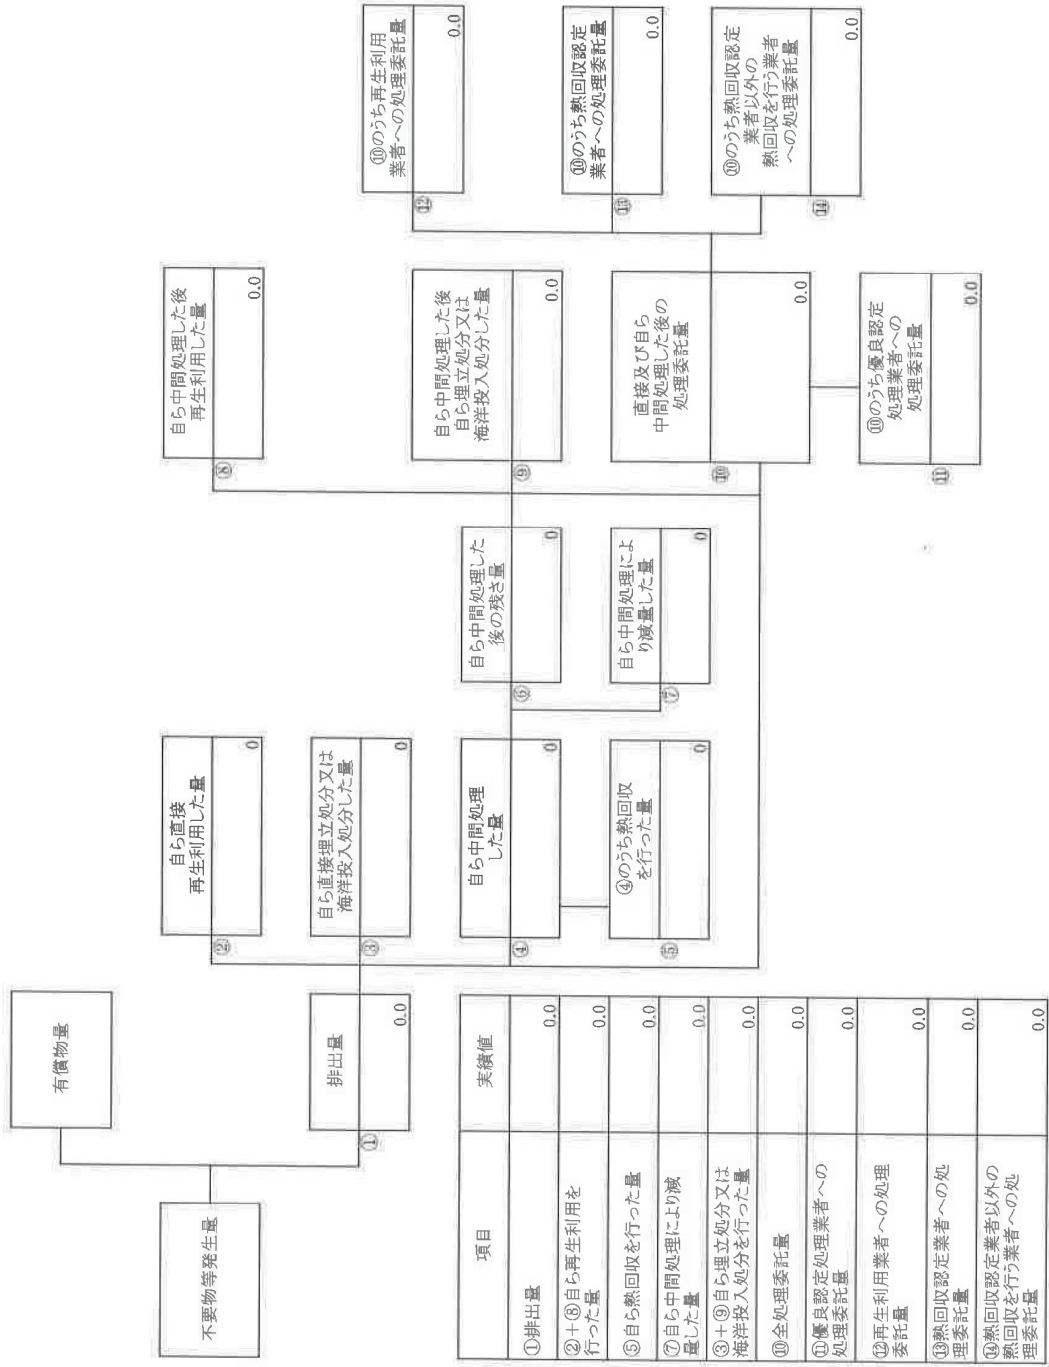 不要物等発生量
有償物量
排出量
①
0.0
自ら直接
再生利用した量
②
0
自ら直接埋立処分又は
海洋投入処分した量
③
0
自ら中間処理
した量
④
0
④のうち熱回収
を行った量
⑤
0
自ら中間処理した
後の残さ量
⑥
0
自ら中間処理によ
り減量した量
⑦
0
自ら中間処理した後
再生利用した量
⑧
0.0
自ら中間処理した後
自ら埋立処分又は
海洋投入処分した量
⑨
0.0
直接及び自ら
中間処理した後の
処理委託量
⑩
0.0
⑩のうち優良認定
処理業者への
処理委託量
⑪
0.0
⑩のうち再生利用
業者への処理委託量
⑫
0.0
⑩のうち熱回収認定
業者への処理委託量
⑬
0.0
⑩のうち熱回収認定
業者以外の
熱回収を行う業者
への処理委託量
⑭
0.0
項目 実績値
①排出量 0.0
②+⑧自ら再生利用を
行った量 0.0
⑤自ら熱回収を行った量 0.0
⑦自ら中間処理により減
量した量 0.0
③+⑨自ら埋立処分又は
海洋投入処分を行った量 0.0
⑩全処理委託量 0.0
⑪優良認定処理業者への
処理委託量 0.0
⑫再生利用業者への処理
委託量 0.0
⑬熱回収認定業者への処
理委託量 0.0
⑭熱回収認定業者以外の
熱回収を行う業者への処
理委託量 0.0